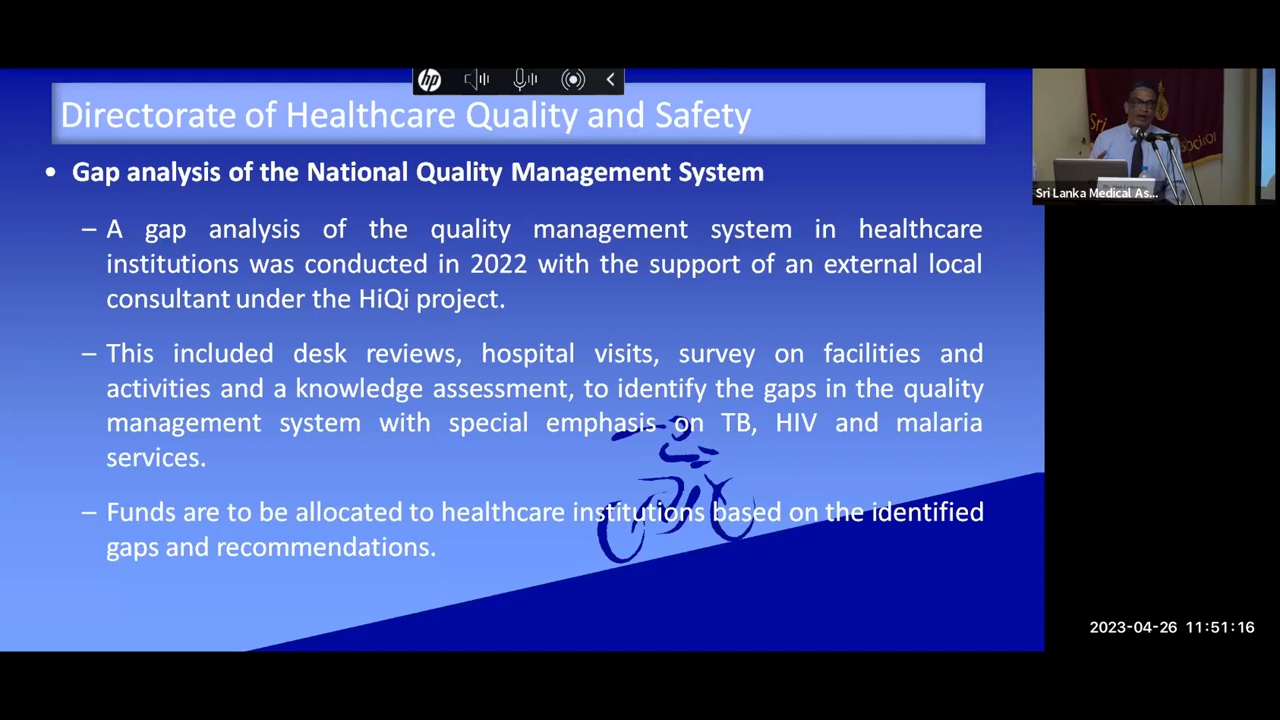 hp
Directorate of Healthcare Quality and Safety
• Gap analysis of the National Quality Management System
– A gap analysis of the quality management system in healthcare
institutions was conducted in 2022 with the support of an external local
consultant under the HiQi project.
– This included desk reviews, hospital visits, survey on facilities and
activities and a knowledge assessment, to identify the gaps in the quality
management system with special emphasis on TB, HIV and malaria
services.
– Funds are to be allocated to healthcare institutions based on the identified
gaps and recommendations.
Sri
Sri Lanka Medical As...
2023-04-26 11:51:16